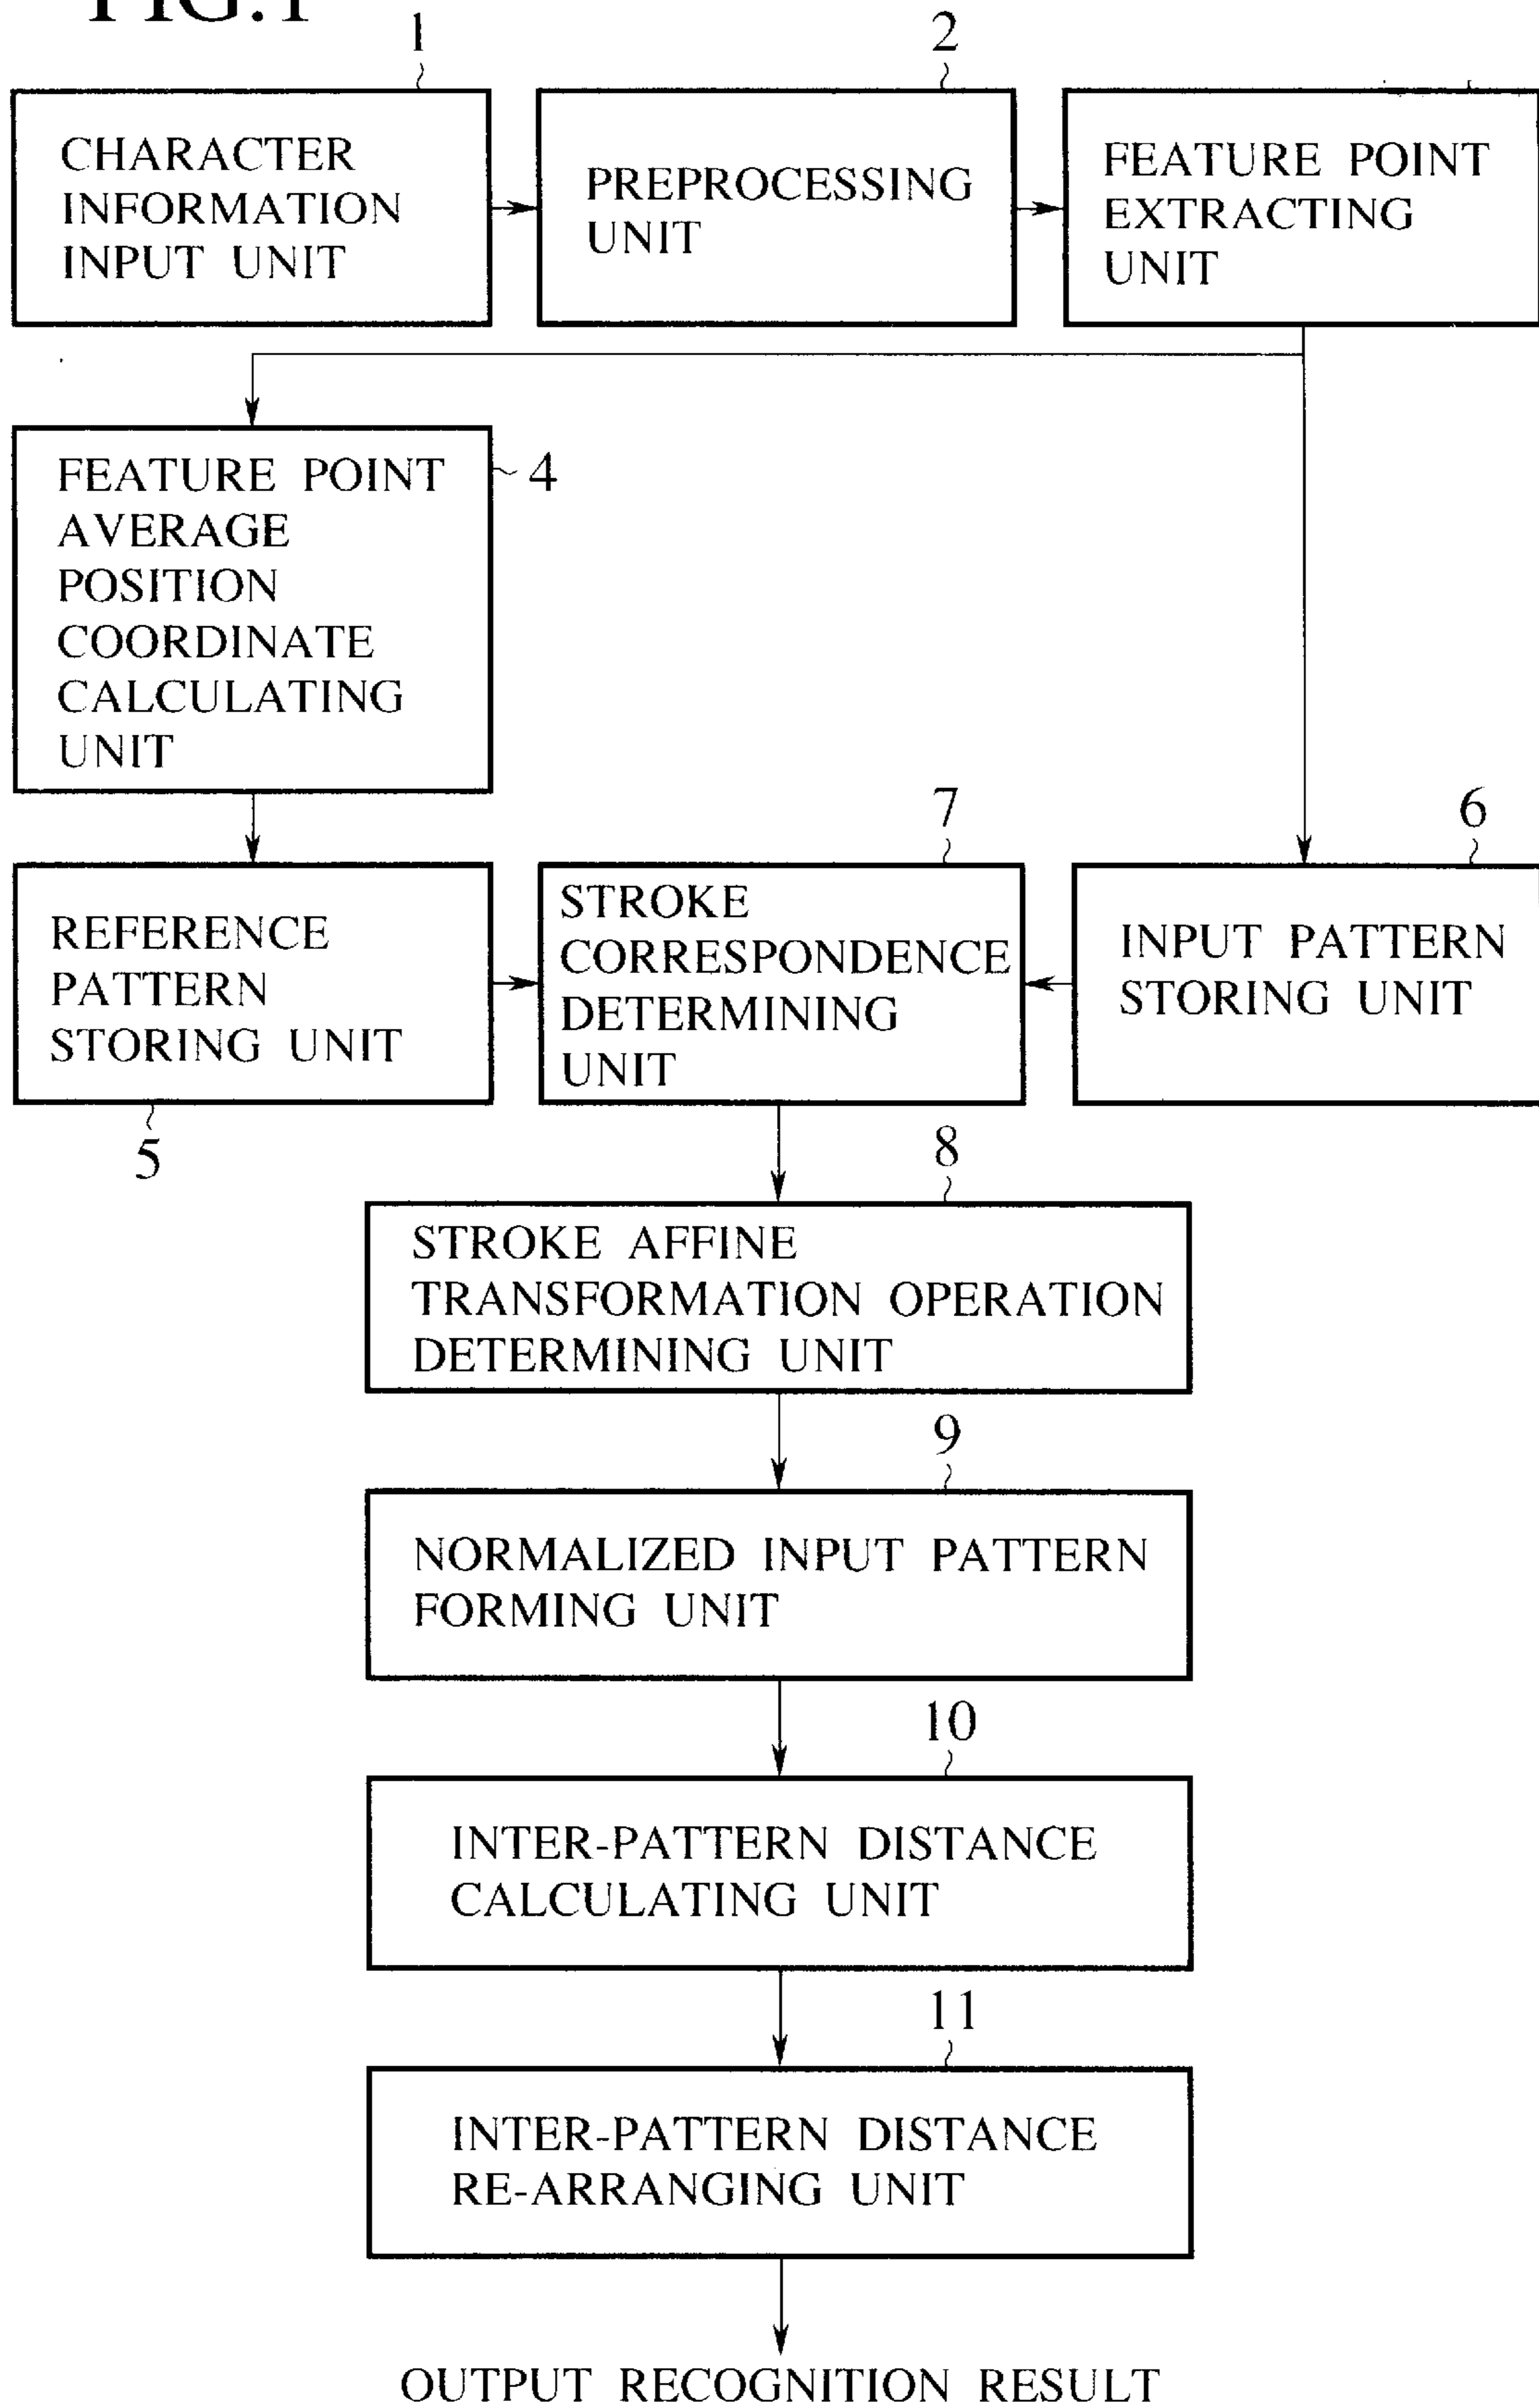 FIG.1
1
2
CHARACTER
INFORMATION
INPUT UNIT
PREPROCESSING
UNIT
FEATURE POINT
EXTRACTING
UNIT
4
FEATURE POINT
AVERAGE
POSITION
COORDINATE
CALCULATING
UNIT
7
6
REFERENCE
PATTERN
STORING UNIT
5
STROKE
CORRESPONDENCE
DETERMINING
UNIT
INPUT PATTERN
STORING UNIT
8
STROKE AFFINE
TRANSFORMATION OPERATION
DETERMINING UNIT
9
NORMALIZED INPUT PATTERN
FORMING UNIT
10
INTER-PATTERN DISTANCE
CALCULATING UNIT
11
INTER-PATTERN DISTANCE
RE-ARRANGING UNIT
OUTPUT RECOGNITION RESULT